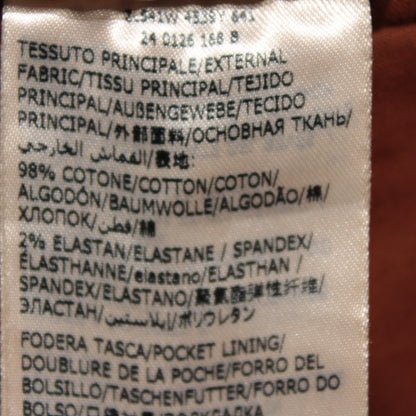 24 0126 168 8
TESSUTO PRINCIPALE/EXTERNAL
FABRIC/TISSU PRINCIPAL/TEJIDO
PRINCIPAL/AUßENGEWEBE/TECIDO
PRINCIPAL/外部面料/ОСНОВНАЯ ТКАНЬ/
القماش الخارجي/表地:
98% COTONE/COTTON/COTON/
ALGODÓN/BAUMWOLLE/ALGODÃO/棉/
ХЛОПОК/قطن/綿
2% ELASTAN/ELASTANE / SPANDEX/
ÉLASTHANNE/elastano/ELASTHAN /
SPANDEX/ELASTANO/聚氨酯弹性纤维/
ЭЛАСТАН/إيلاستين/ポリウレタン
FODERA TASCA/POCKET LINING/
DOUBLURE DE LA POCHE/FORRO DEL
BOLSILLO/TASCHENFUTTER/FORRO DO
BOLSO/